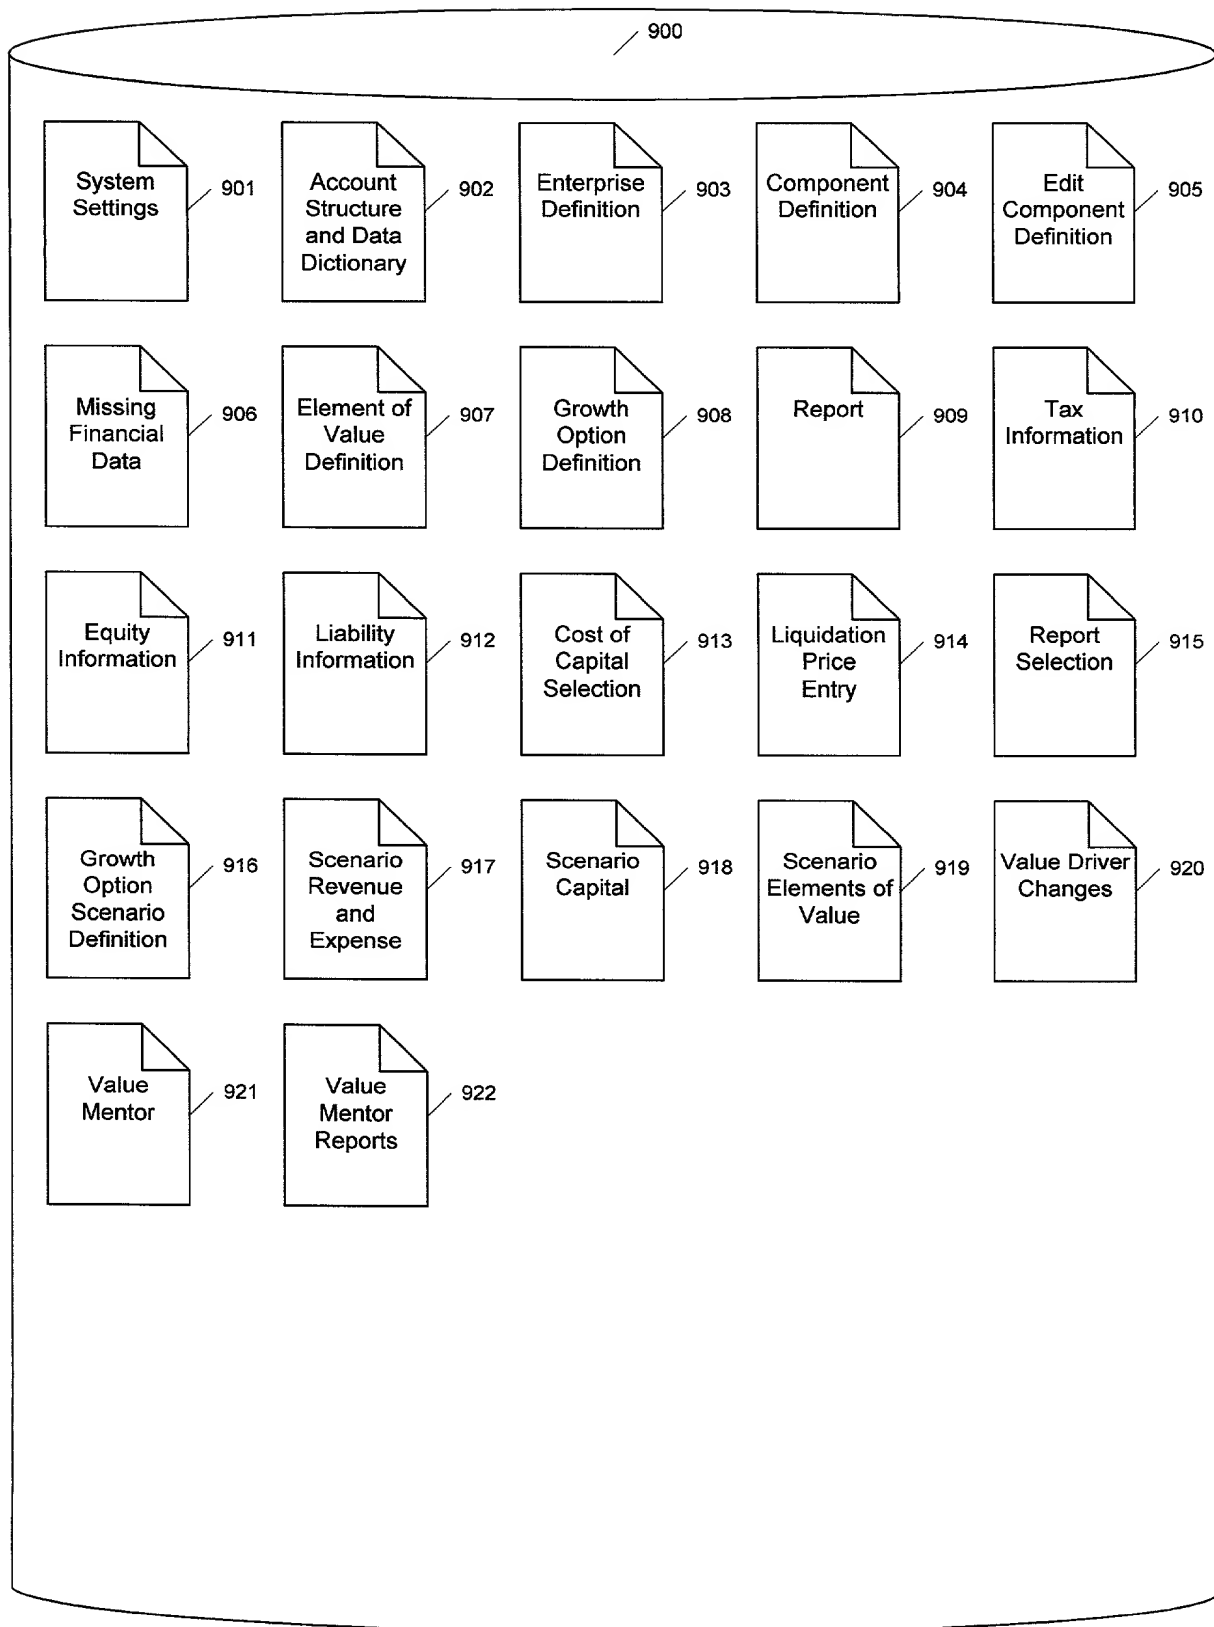 900
System
Settings
901
Account
Structure
and Data
Dictionary
902
Enterprise
Definition
903
Component
Definition
904
Edit
Component
Definition
905
Missing
Financial
Data
906
Element of
Value
Definition
907
Growth
Option
Definition
908
Report
909
Tax
Information
910
Equity
Information
911
Liability
Information
912
Cost of
Capital
Selection
913
Liquidation
Price
Entry
914
Report
Selection
915
Growth
Option
Scenario
Definition
916
Scenario
Revenue
and
Expense
917
Scenario
Capital
918
Scenario
Elements of
Value
919
Value Driver
Changes
920
Value
Mentor
921
Value
Mentor
Reports
922